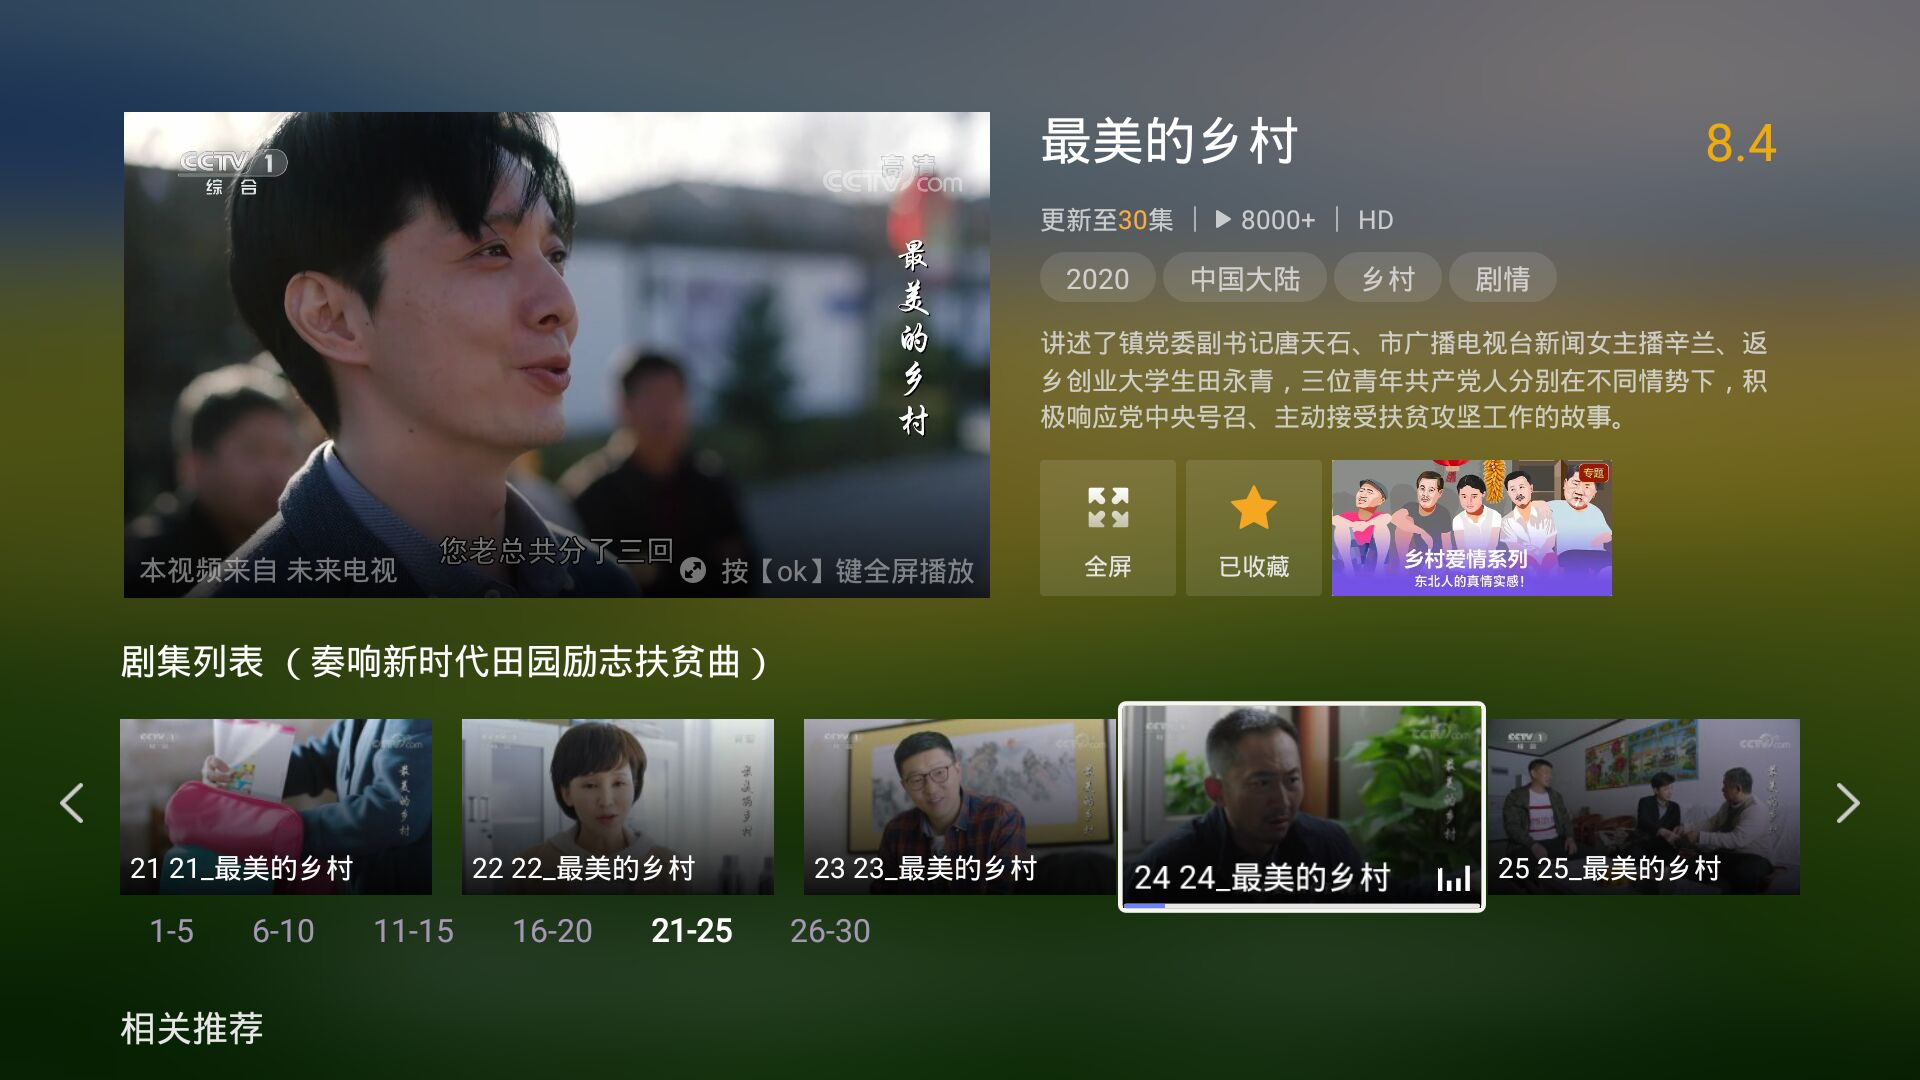 CCTV 1
综合
高清
CCTV.com
最美的乡村
您老总共分了三回
本视频来自 未来电视
按【ok】键全屏播放
最美的乡村
8.4
更新至30集
8000+
HD
2020
中国大陆
乡村
剧情
讲述了镇党委副书记唐天石、市广播电视台新闻女主播辛兰、返
乡创业大学生田永青，三位青年共产党人分别在不同情势下，积
极响应党中央号召、主动接受扶贫攻坚工作的故事。
全屏
已收藏
专题
乡村爱情系列
东北人的真情实感！
剧集列表 （奏响新时代田园励志扶贫曲）
21 21_最美的乡村
22 22_最美的乡村
23 23_最美的乡村
24 24_最美的乡村
25 25_最美的乡村
1-5
6-10
11-15
16-20
21-25
26-30
相关推荐